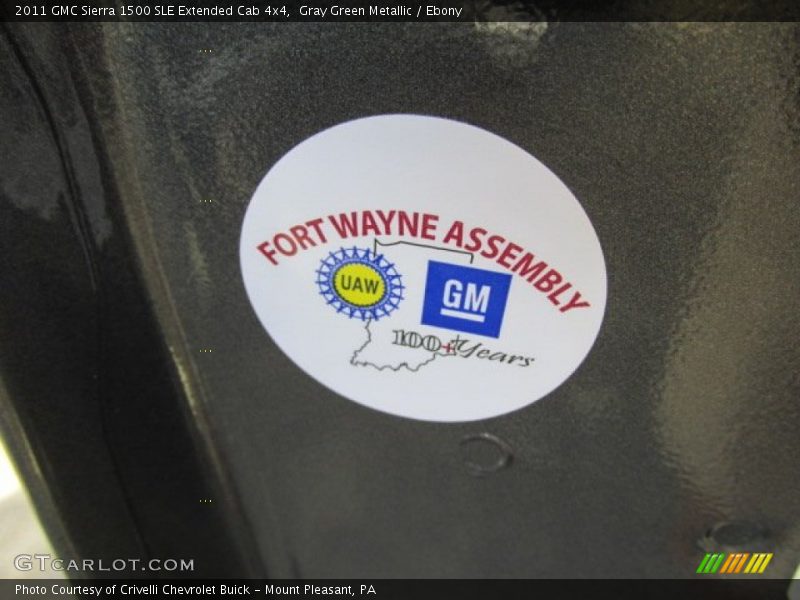 2011 GMC Sierra 1500 SLE Extended Cab 4x4,  Gray Green Metallic / Ebony
FORT WAYNE ASSEMBLY
UAW
GM
100+ Years
GTCARLOT.COM
Photo Courtesy of Crivelli Chevrolet Buick - Mount Pleasant, PA